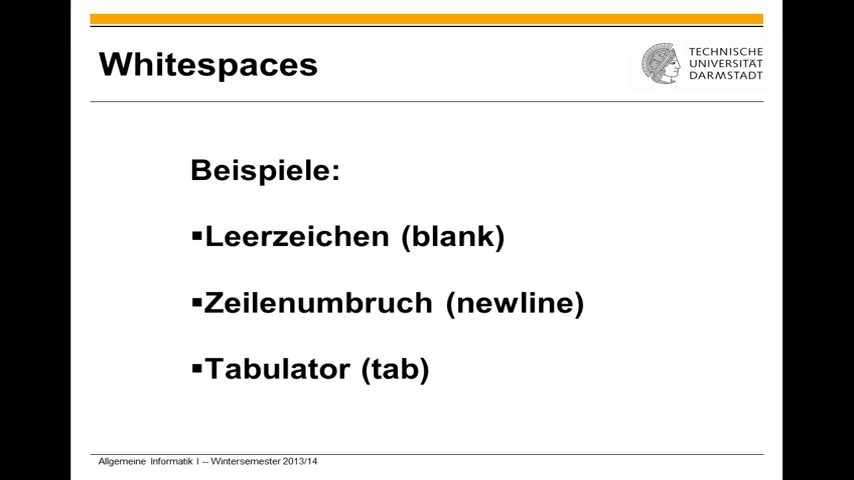 Whitespaces
TECHNISCHE
UNIVERSITÄT
DARMSTADT
Beispiele:
▪Leerzeichen (blank)
▪Zeilenumbruch (newline)
▪Tabulator (tab)
Allgemeine Informatik I -- Wintersemester 2013/14